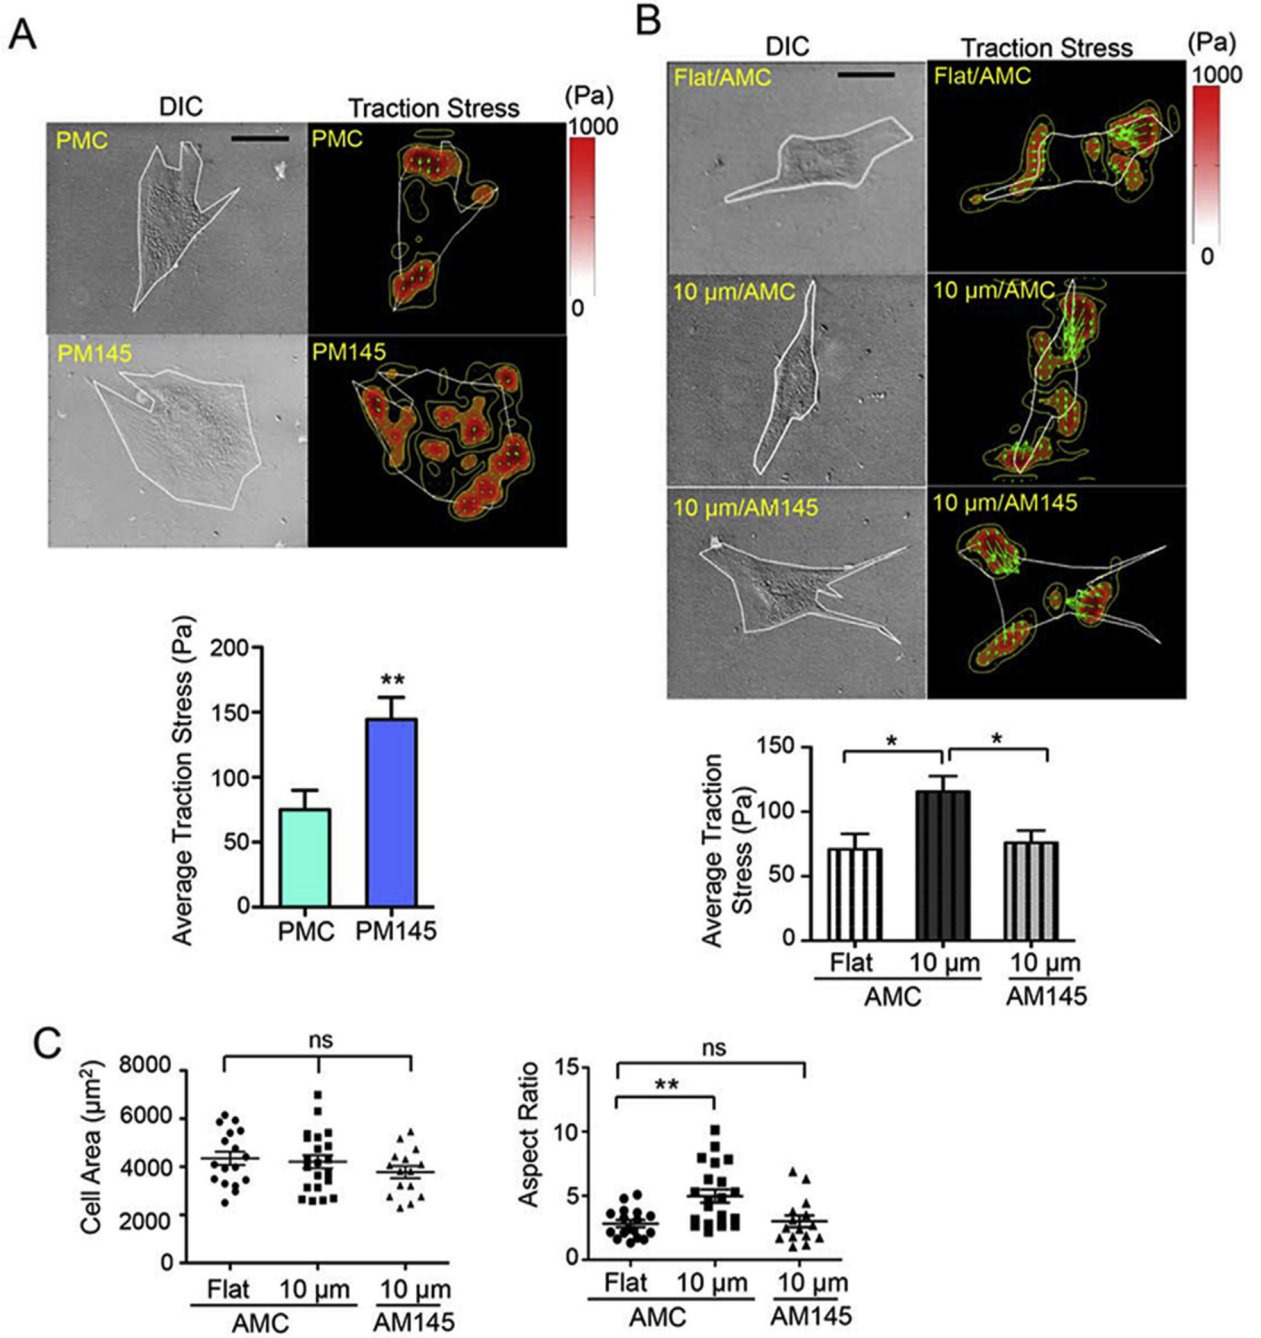 A
DIC
Traction Stress
(Pa)
1000
0
PMC
PMC
PM145
PM145
Average Traction Stress (Pa)
200
150
100
50
0
**
PMC
PM145
B
DIC
Traction Stress
(Pa)
1000
0
Flat/AMC
Flat/AMC
10 µm/AMC
10 µm/AMC
10 µm/AM145
10 µm/AM145
Average Traction
Stress (Pa)
150
100
50
0
*
*
Flat
10 µm
10 µm
AMC
AM145
C
Cell Area (µm²)
8000
6000
4000
2000
0
ns
Flat
10 µm
10 µm
AMC
AM145
Aspect Ratio
15
10
5
0
ns
**
Flat
10 µm
10 µm
AMC
AM145